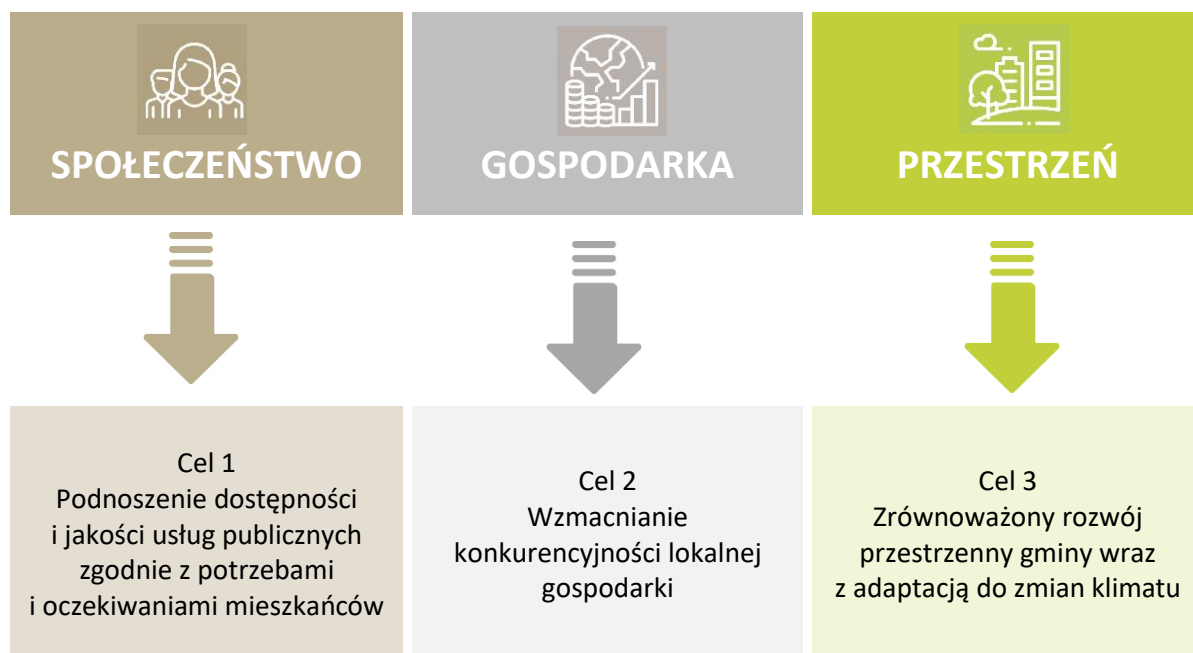 SPOŁECZEŃSTWO
GOSPODARKA
PRZESTRZEŃ
Cel 1
Podnoszenie dostępności
i jakości usług publicznych
zgodnie z potrzebami
i oczekiwaniami mieszkańców
Cel 2
Wzmacnianie
konkurencyjności lokalnej
gospodarki
Cel 3
Zrównoważony rozwój
przestrzenny gminy wraz
z adaptacją do zmian klimatu